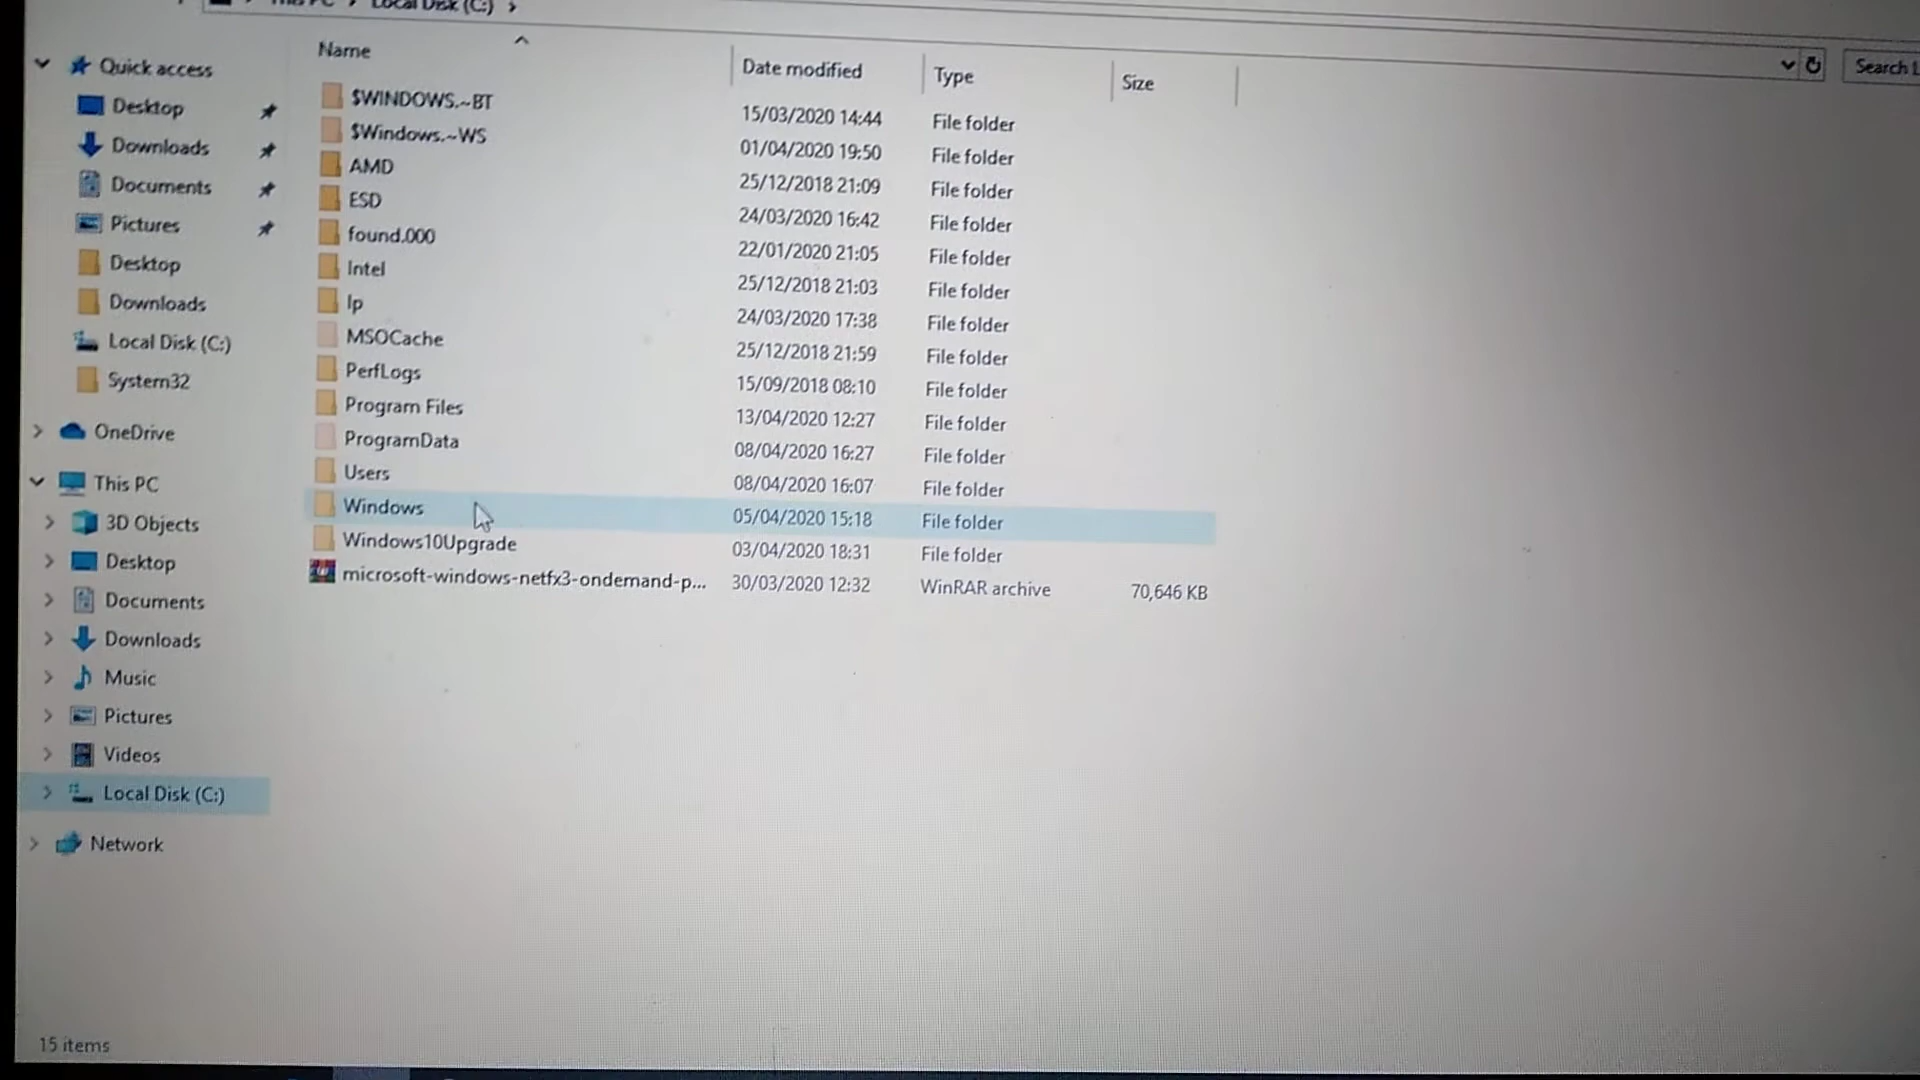 This PC > Local Disk (C:) >
Search L
Name
Date modified
Type
Size
Quick access
Desktop
Downloads
Documents
Pictures
Desktop
Downloads
Local Disk (C:)
System32
OneDrive
This PC
3D Objects
Desktop
Documents
Downloads
Music
Pictures
Videos
Local Disk (C:)
Network
$WINDOWS.~BT 15/03/2020 14:44 File folder
$Windows.~WS 01/04/2020 19:50 File folder
AMD 25/12/2018 21:09 File folder
ESD 24/03/2020 16:42 File folder
found.000 22/01/2020 21:05 File folder
Intel 25/12/2018 21:03 File folder
lp 24/03/2020 17:38 File folder
MSOCache 25/12/2018 21:59 File folder
PerfLogs 15/09/2018 08:10 File folder
Program Files 13/04/2020 12:27 File folder
ProgramData 08/04/2020 16:27 File folder
Users 08/04/2020 16:07 File folder
Windows 05/04/2020 15:18 File folder
Windows10Upgrade 03/04/2020 18:31 File folder
microsoft-windows-netfx3-ondemand-p... 30/03/2020 12:32 WinRAR archive 70,646 KB
15 items